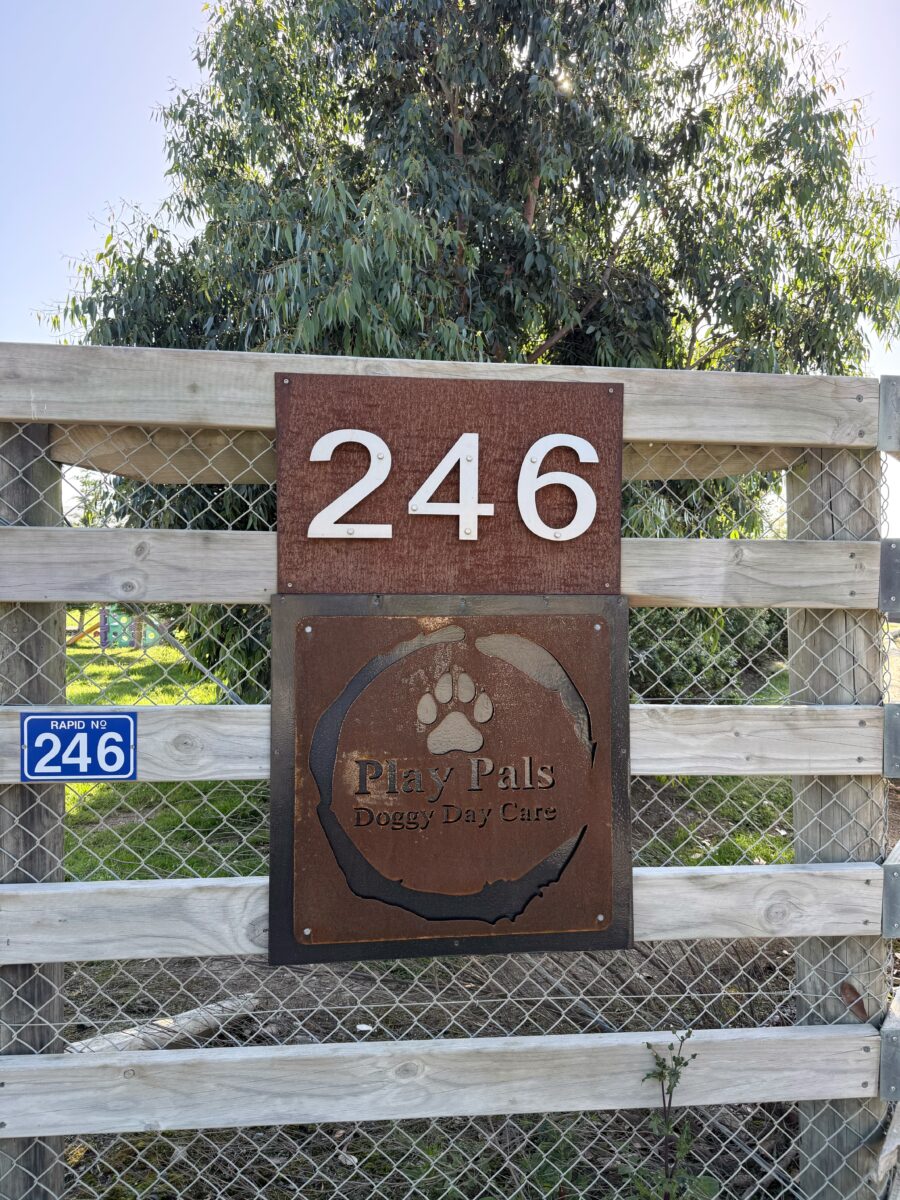 246
RAPID Nº
246
Play Pals
Doggy Day Care